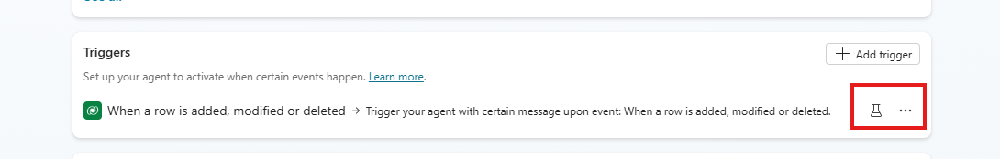 Triggers
Add trigger
Set up your agent to activate when certain events happen. Learn more.
When a row is added, modified or deleted → Trigger your agent with certain message upon event: When a row is added, modified or deleted.